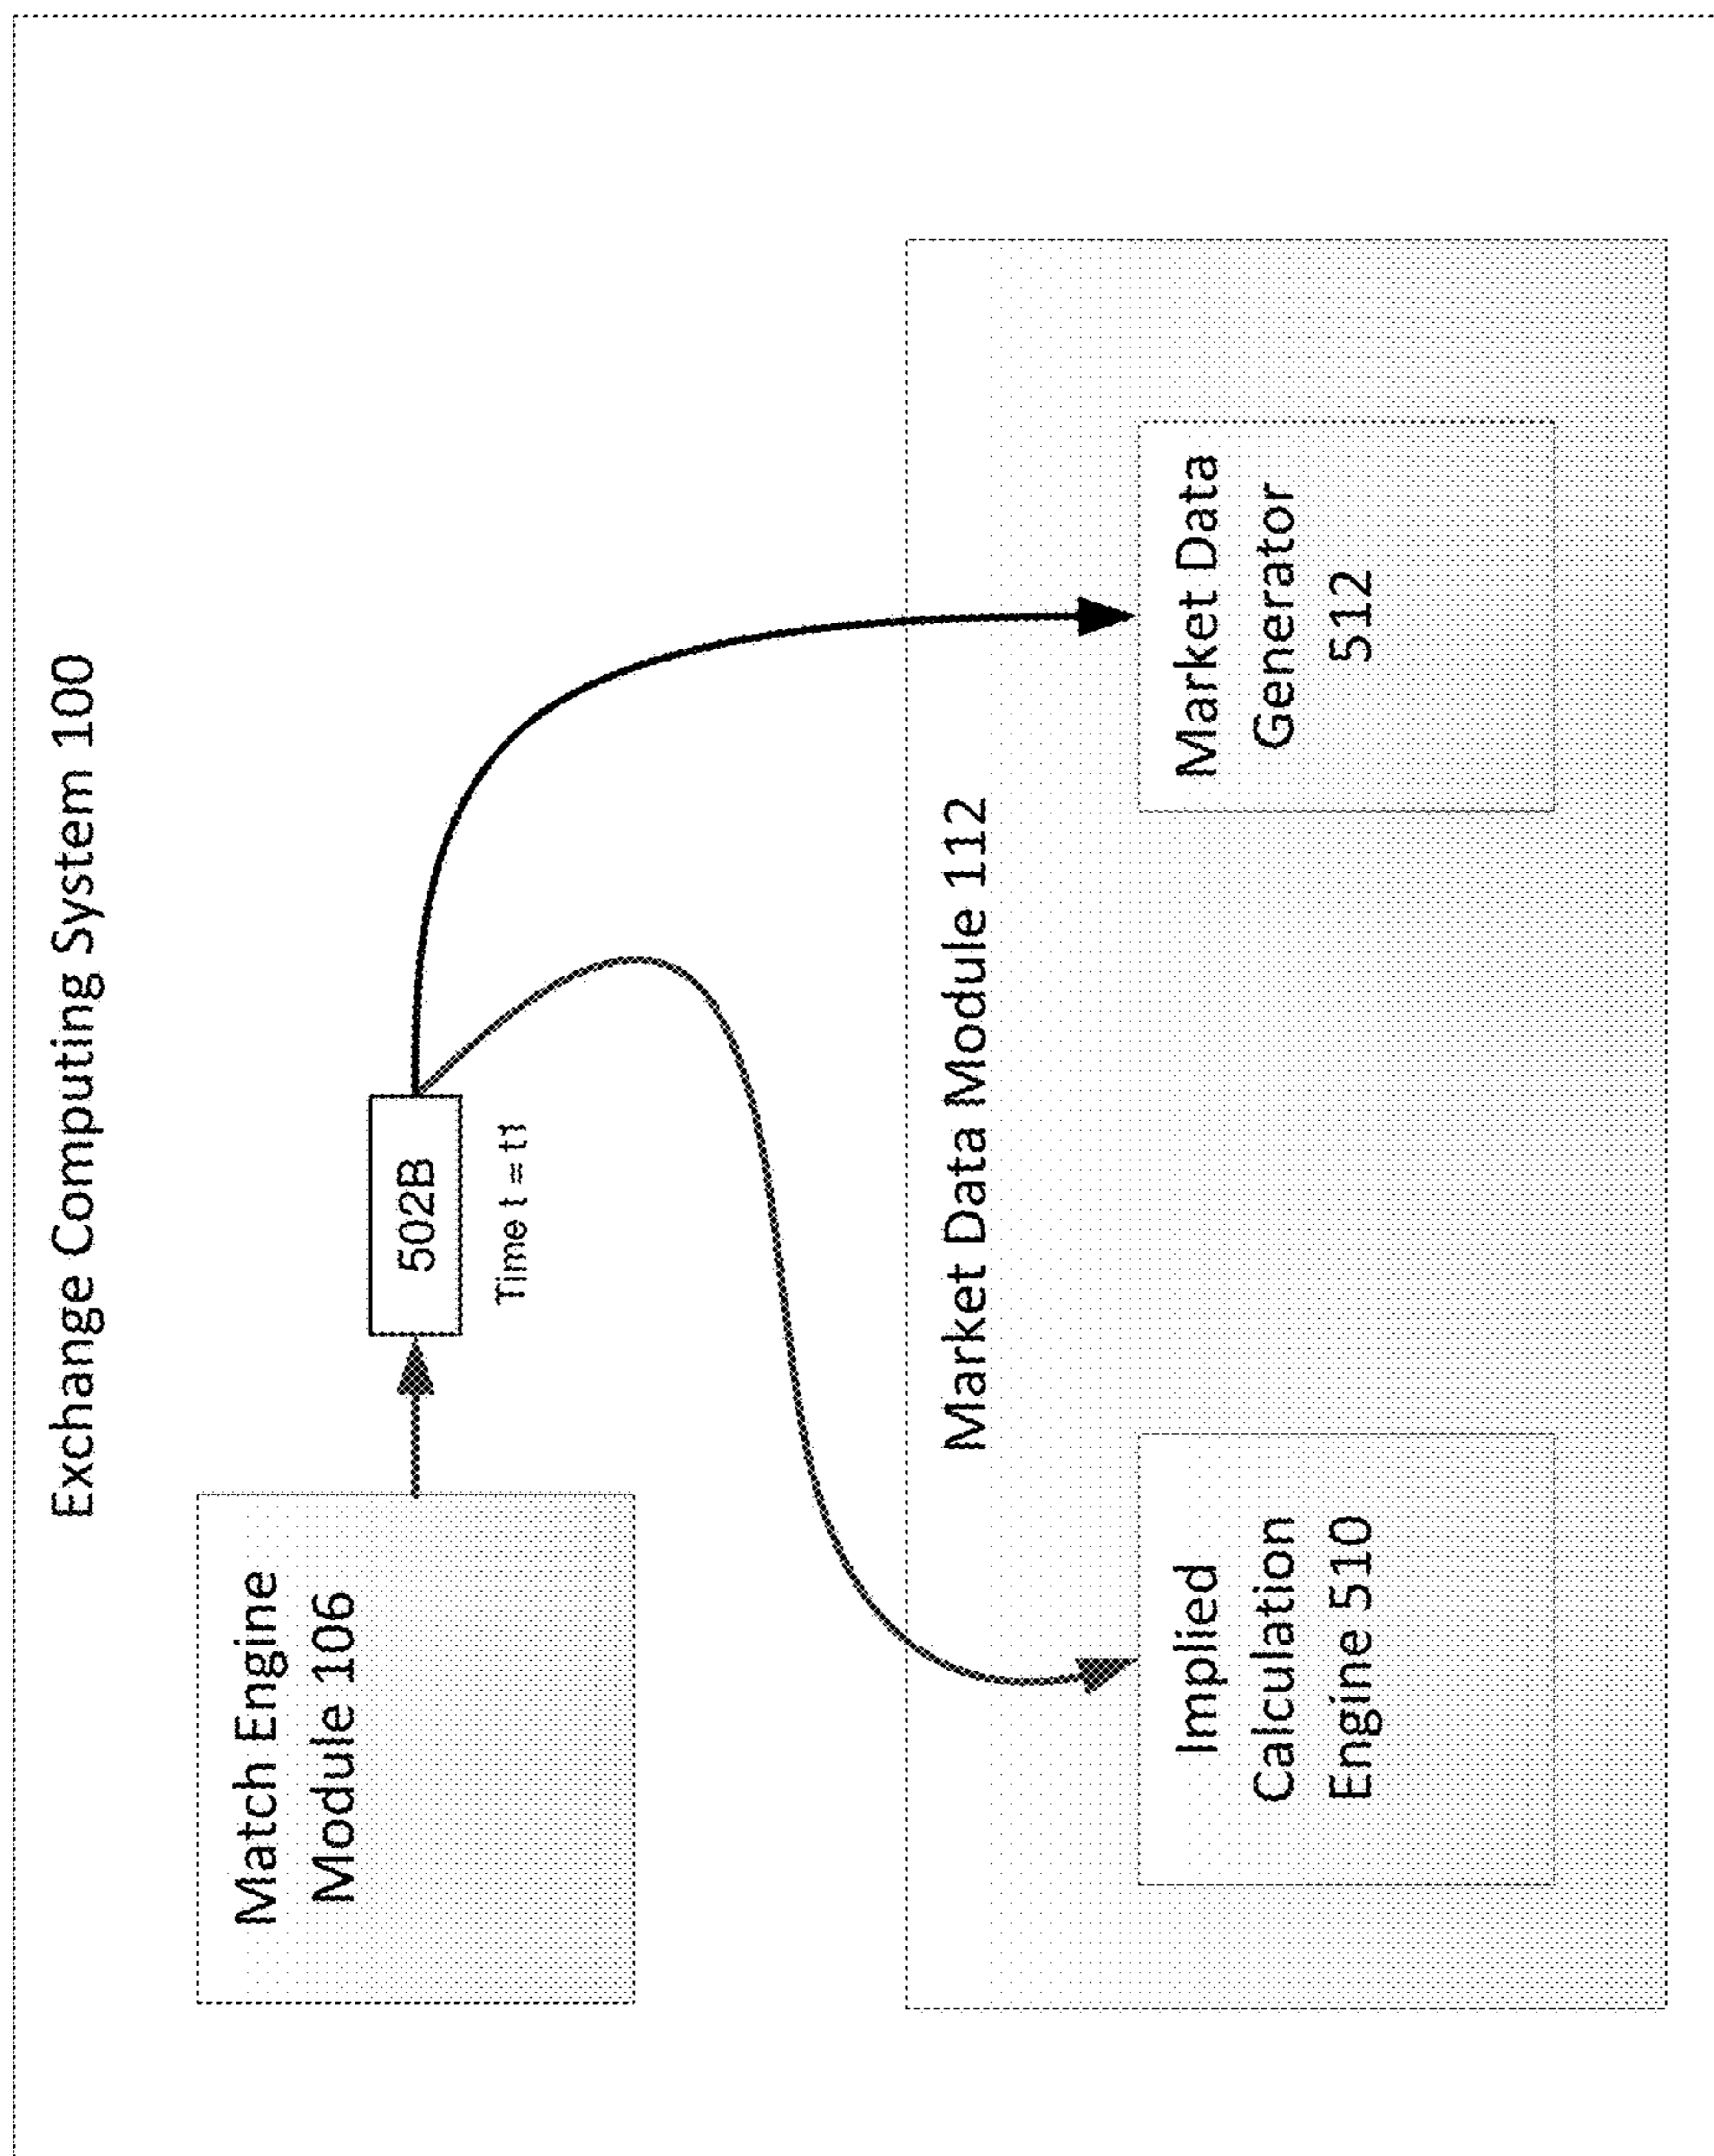 Exchange Computing System 100
Match Engine
Module 106
502B
Time t = t1
Market Data Module 112
Implied
Calculation
Engine 510
Market Data
Generator
512